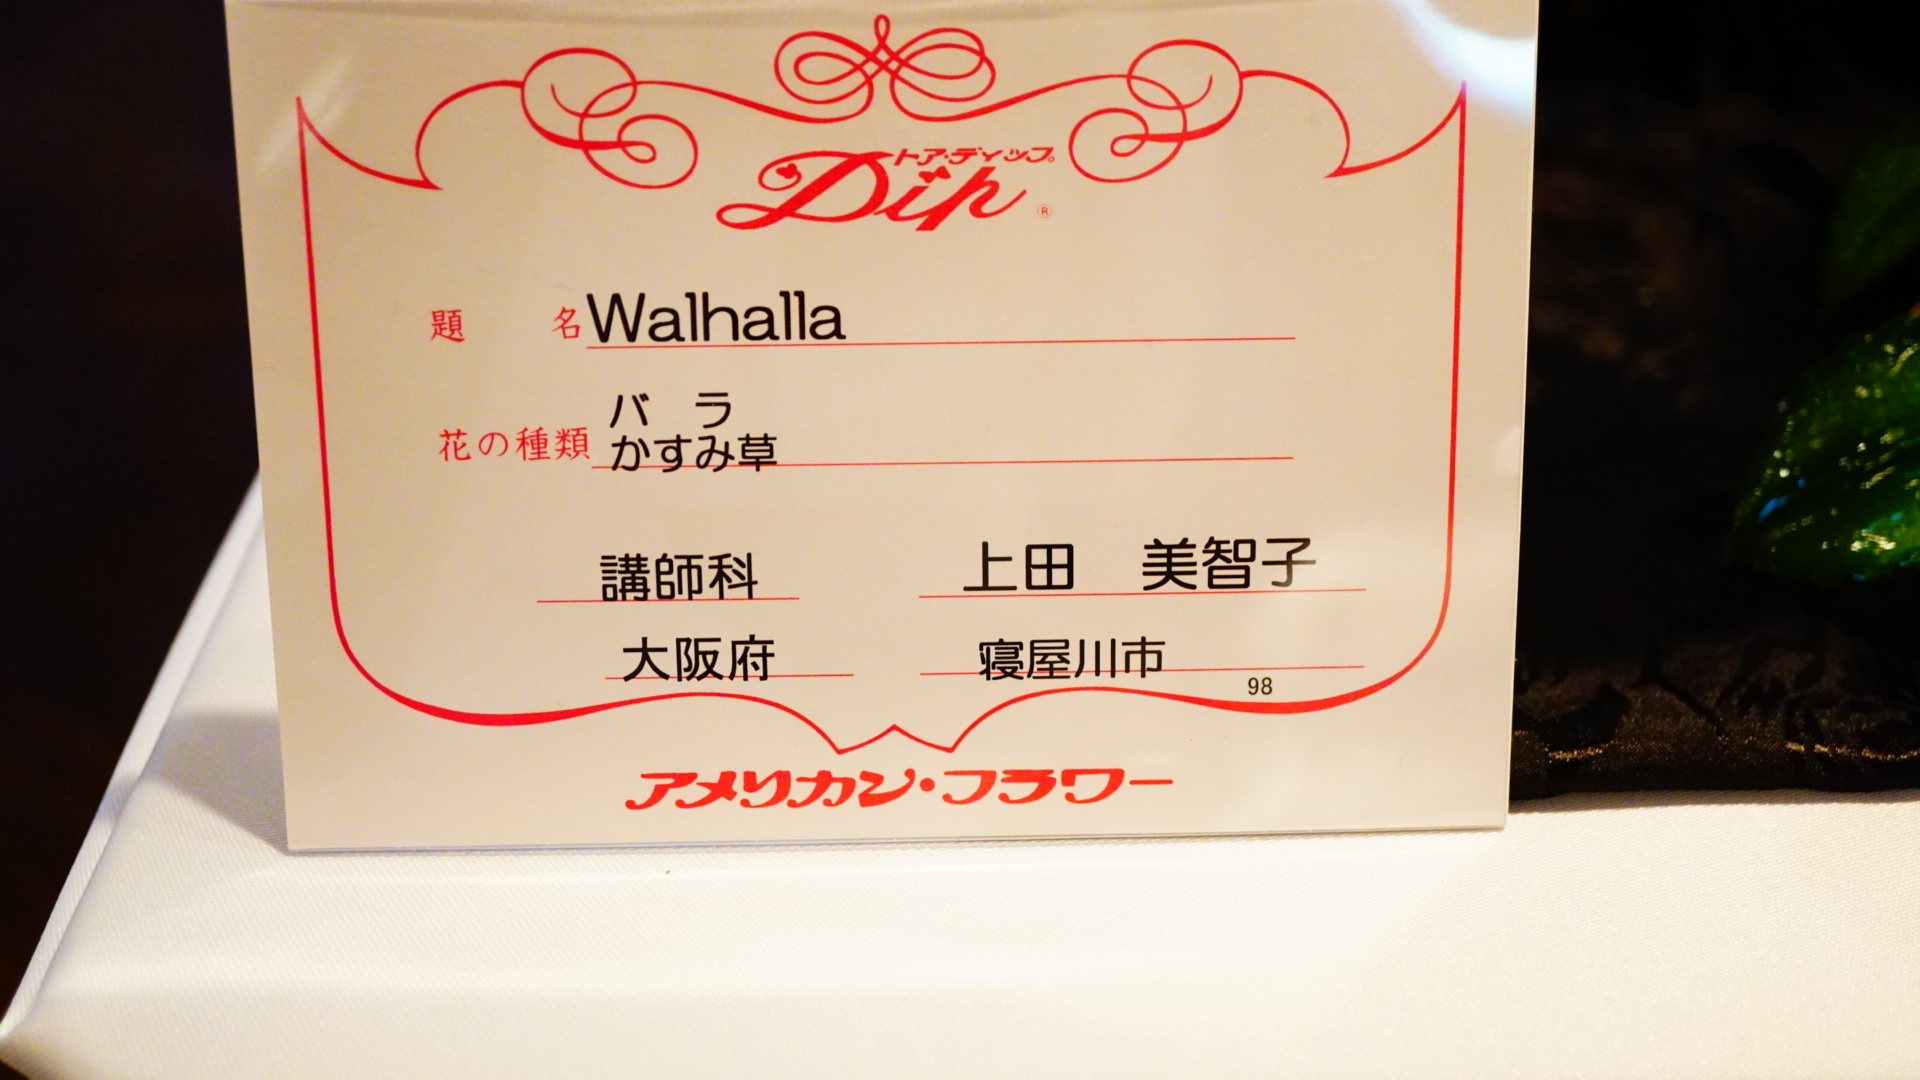 トア・ディップ®
Dip
題 名 Walhalla
花の種類 バ ラ
かすみ草
講師科 上田 美智子
大阪府 寝屋川市
98
アメリカン・フラワー